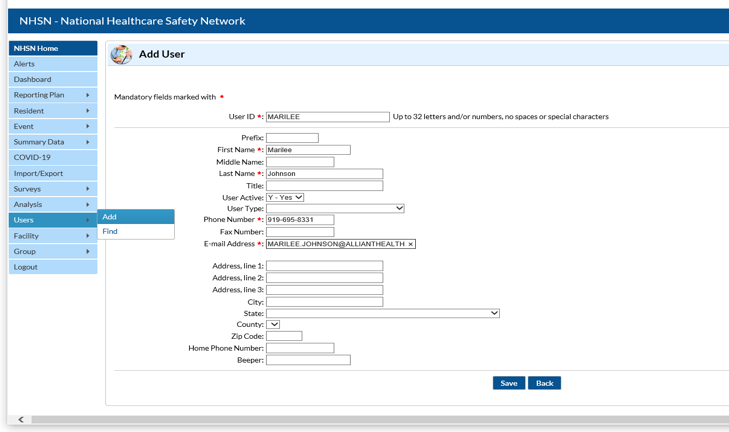 NHSN - National Healthcare Safety Network
NHSN Home
Alerts
Dashboard
Reporting Plan
Resident
Event
Summary Data
COVID-19
Import/Export
Surveys
Analysis
Users
Facility
Group
Logout
Add
Find
Add User
Mandatory fields marked with *
User ID *: MARILEE Up to 32 letters and/or numbers, no spaces or special characters
Prefix:
First Name *: Marilee
Middle Name:
Last Name *: Johnson
Title:
User Active: Y - Yes
User Type:
Phone Number *: 919-695-8331
Fax Number:
E-mail Address *: MARILEE.JOHNSON@ALLIANTHEALTH ×
Address, line 1:
Address, line 2:
Address, line 3:
City:
State:
County:
Zip Code:
Home Phone Number:
Beeper:
Save Back